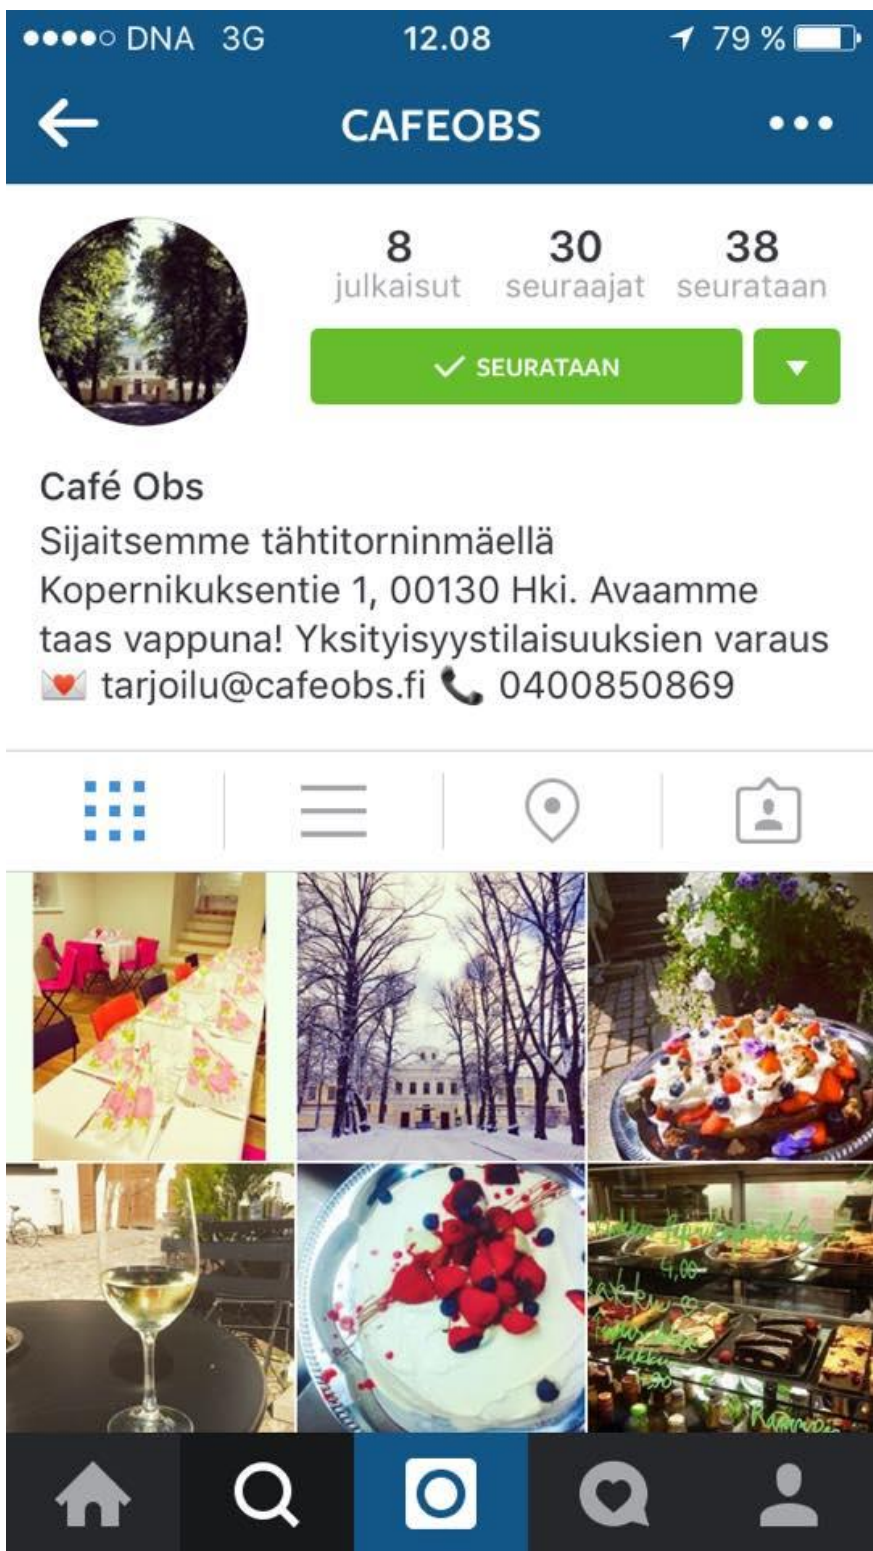 DNA 3G 12.08 79 %
CAFEOBS
8 30 38
julkaisut seuraajat seurataan
SEURATAAN
Café Obs
Sijaitsemme tähtitorninmäellä
Kopernikuksentie 1, 00130 Hki. Avaamme
taas vappuna! Yksityisyystilaisuuksien varaus
💌 tarjoilu@cafeobs.fi 📞 0400850869
4,00
kakku